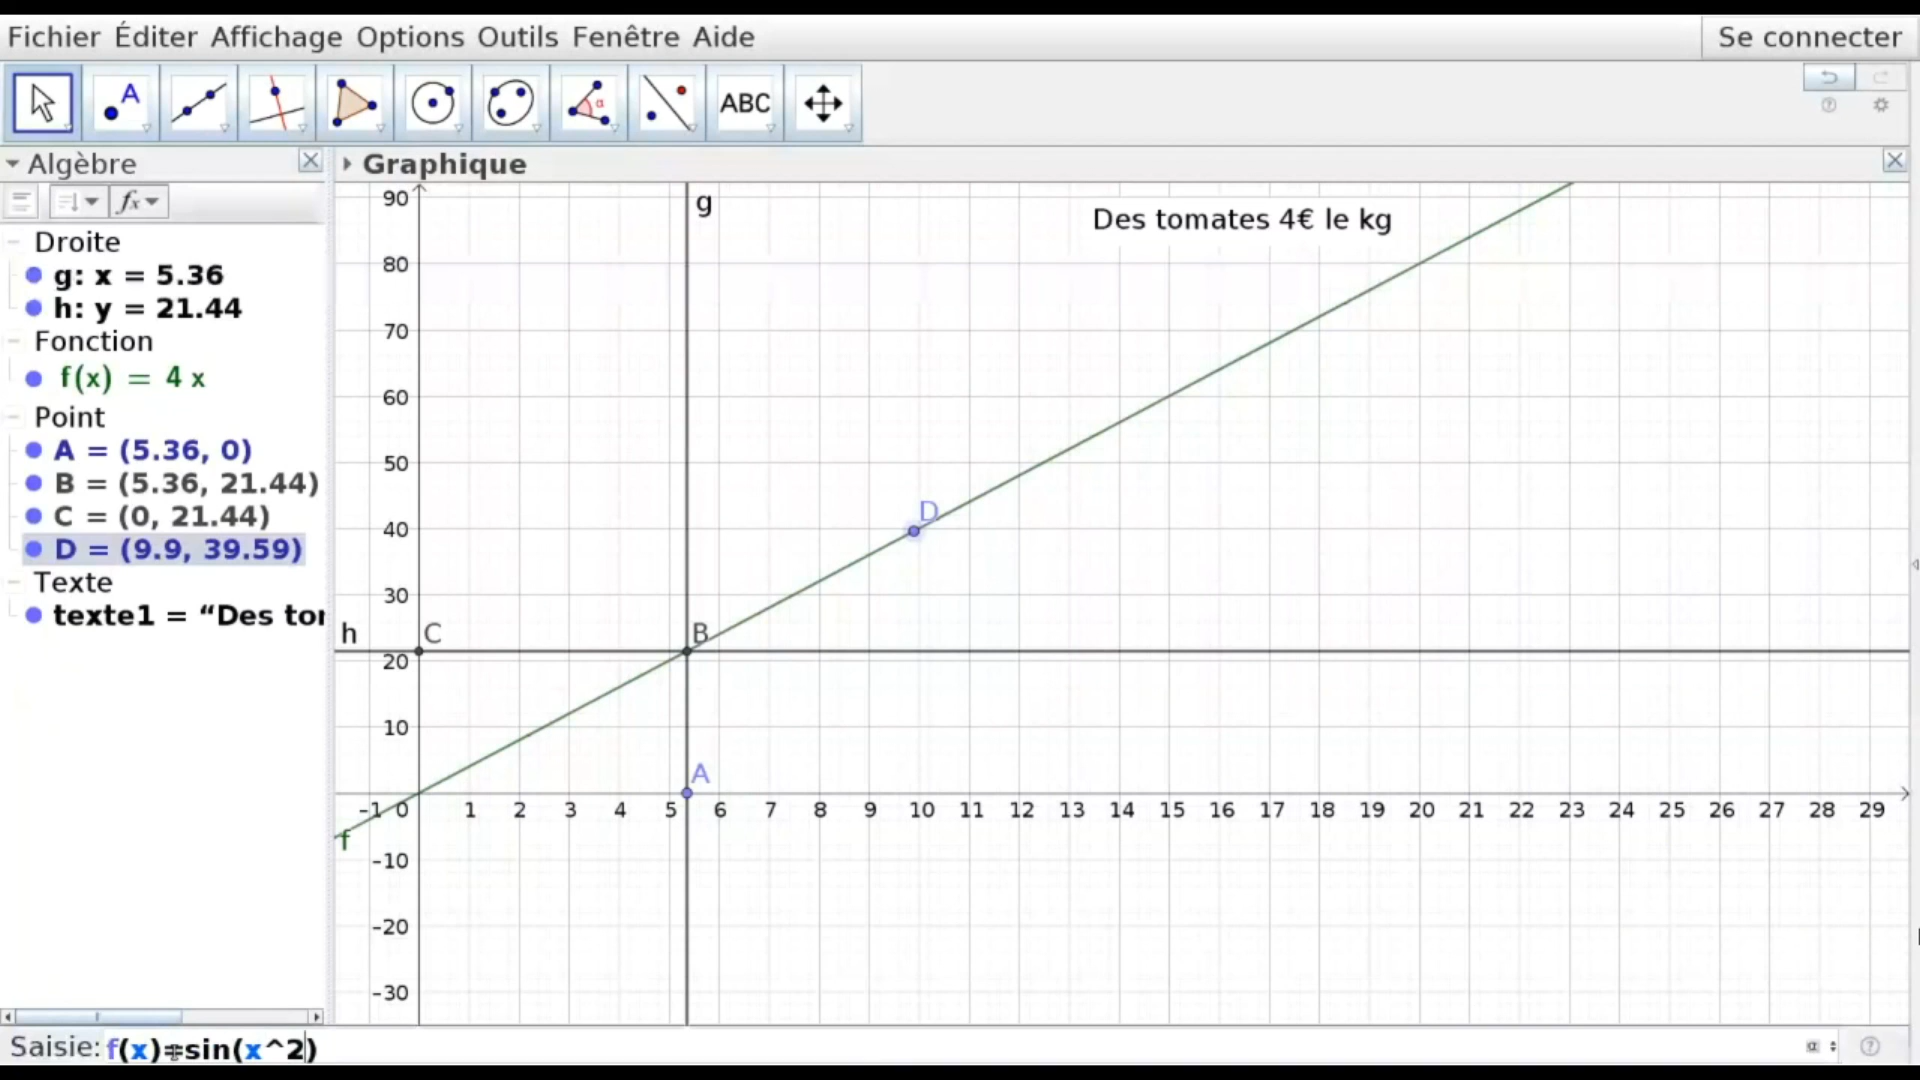 Fichier Éditer Affichage Options Outils Fenêtre Aide
Se connecter
A
α
ABC
Algèbre
Graphique
fx
Droite
g: x = 5.36
h: y = 21.44
Fonction
f(x) = 4 x
Point
A = (5.36, 0)
B = (5.36, 21.44)
C = (0, 21.44)
D = (9.9, 39.59)
Texte
texte1 = “Des tor
g
Des tomates 4€ le kg
90
80
70
60
50
40
30
20
10
-10
-20
-30
D
h
C
B
A
f
-1 0 1 2 3 4 5 6 7 8 9 10 11 12 13 14 15 16 17 18 19 20 21 22 23 24 25 26 27 28 29
Saisie: f(x)=sin(x^2)
α